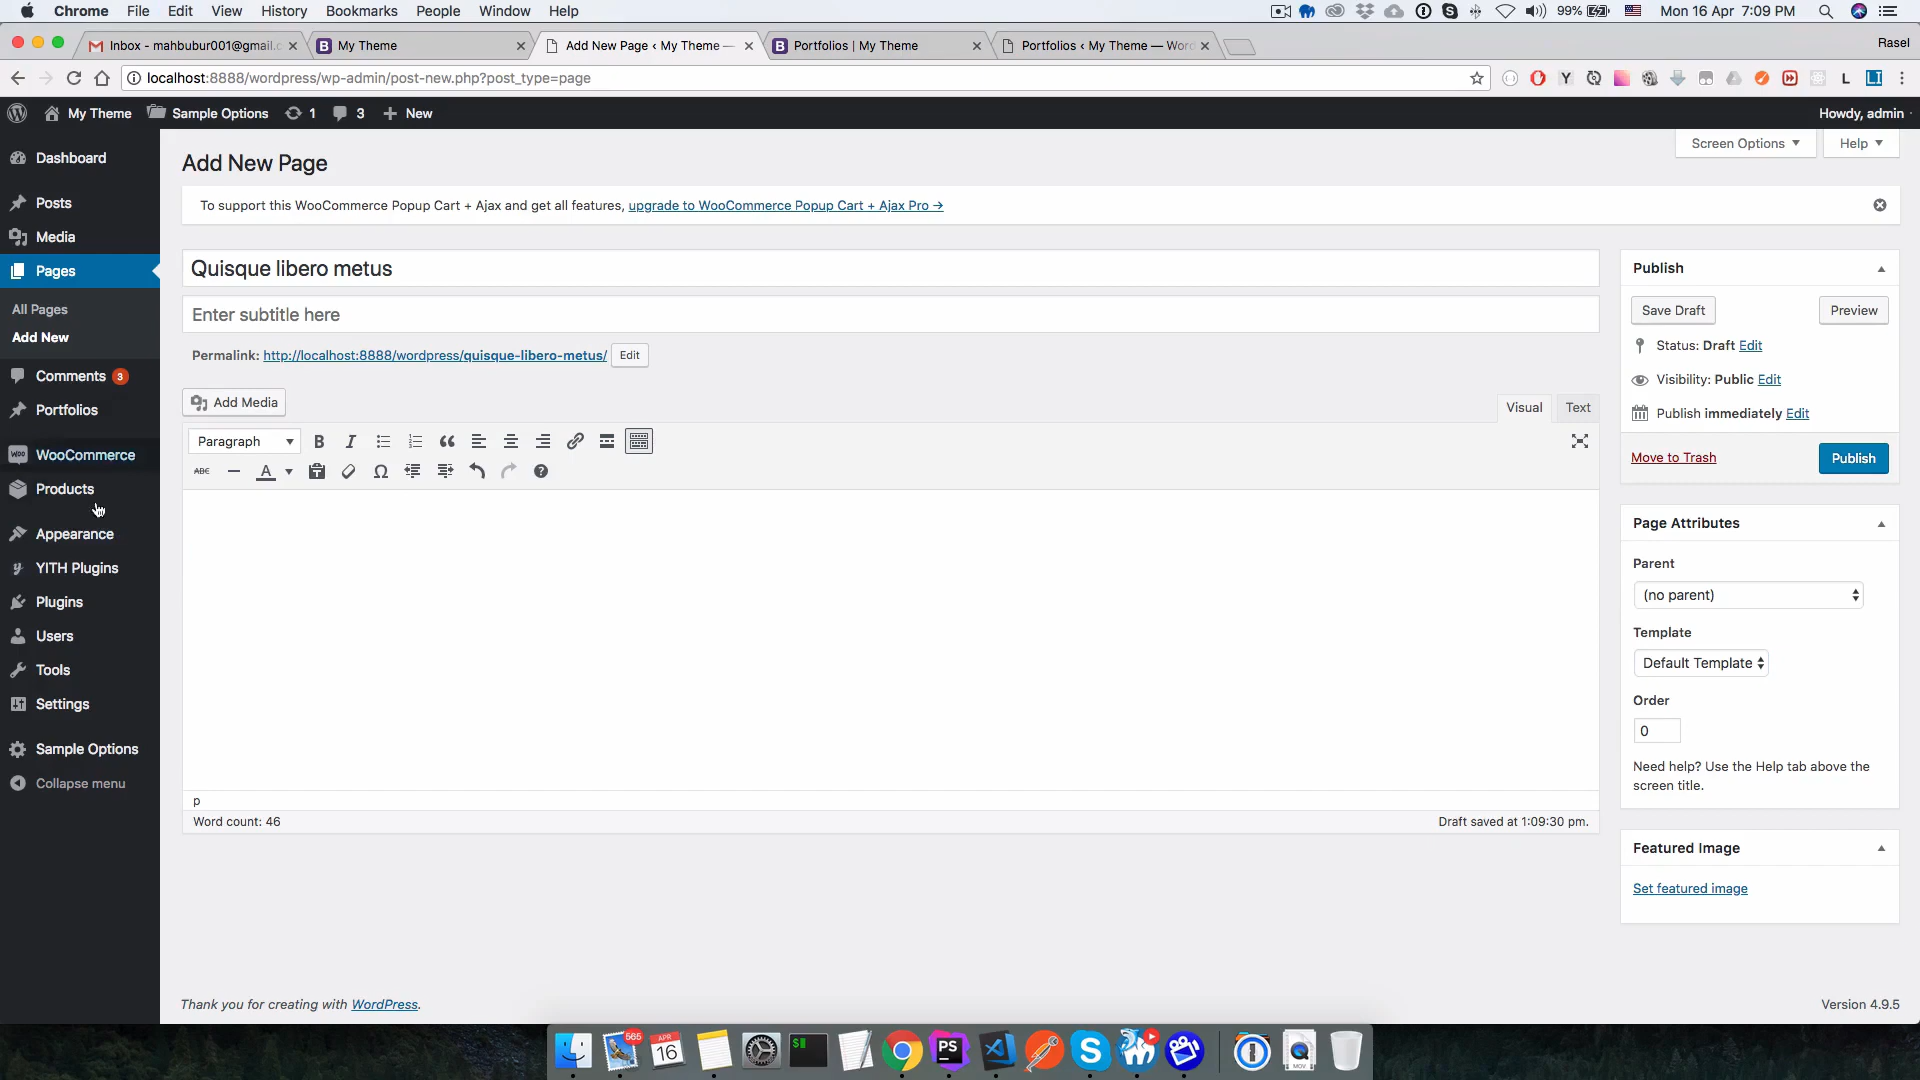 Chrome File Edit View History Bookmarks People Window Help 99% Mon 16 Apr 7:09 PM
Inbox - mahbubur001@gmail.c My Theme Add New Page ‹ My Theme — Portfolios | My Theme Portfolios ‹ My Theme — Wor Rasel
localhost:8888/wordpress/wp-admin/post-new.php?post_type=page
My Theme Sample Options 1 3 New Howdy, admin
Screen Options Help
Dashboard
Posts
Media
Pages
All Pages
Add New
Comments 3
Portfolios
WooCommerce
Products
Appearance
YITH Plugins
Plugins
Users
Tools
Settings
Sample Options
Collapse menu
Add New Page
To support this WooCommerce Popup Cart + Ajax and get all features, upgrade to WooCommerce Popup Cart + Ajax Pro →
Quisque libero metus
Enter subtitle here
Permalink: http://localhost:8888/wordpress/quisque-libero-metus/ Edit
Add Media
Visual Text
Paragraph B I
ABC A Ω
p
Word count: 46 Draft saved at 1:09:30 pm.
Publish
Save Draft Preview
Status: Draft Edit
Visibility: Public Edit
Publish immediately Edit
Move to Trash Publish
Page Attributes
Parent
(no parent)
Template
Default Template
Order
0
Need help? Use the Help tab above the
screen title.
Featured Image
Set featured image
Thank you for creating with WordPress. Version 4.9.5
565
APR
16
$
PS
S
MOV